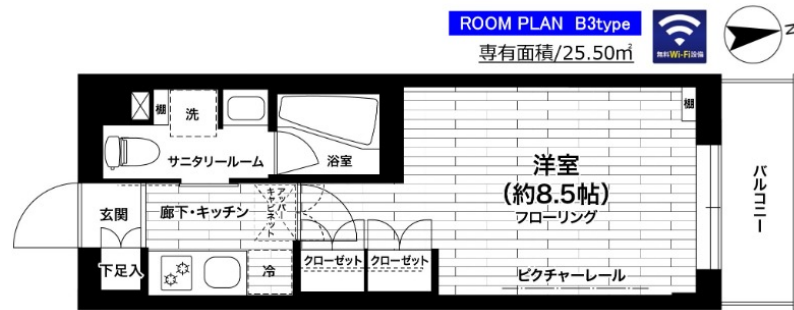 ROOM PLAN B3type
専有面積/25.50㎡
無料Wi-Fi設備
N
棚
洗
サニタリールーム
浴室
棚
洋室
(約8.5帖)
フローリング
バルコニー
玄関
廊下・キッチン
アッパー
キャビネット
下足入
冷
クローゼット
クローゼット
ピクチャーレール